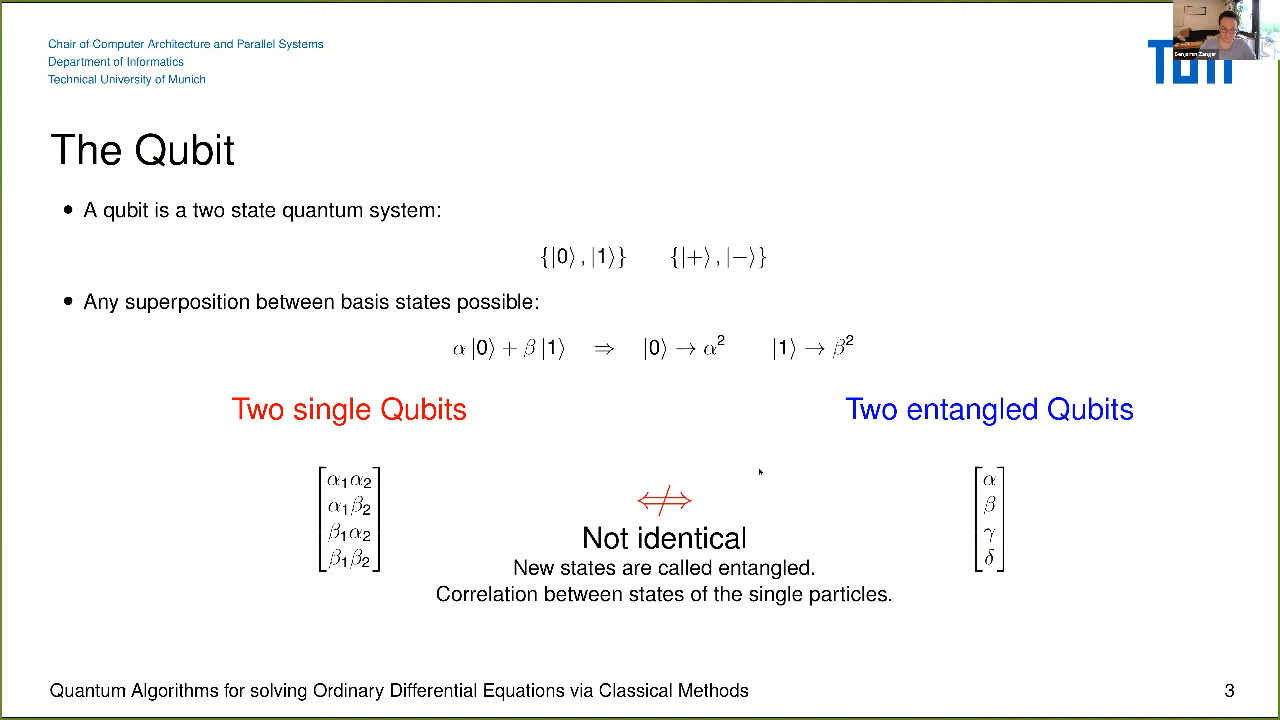 Chair of Computer Architecture and Parallel Systems
Department of Informatics
Technical University of Munich
Benjamin Zanger
The Qubit
• A qubit is a two state quantum system:
{|0⟩ , |1⟩} {|+⟩ , |−⟩}
• Any superposition between basis states possible:
α |0⟩ + β |1⟩ ⇒ |0⟩ → α² |1⟩ → β²
Two single Qubits
Two entangled Qubits
α₁α₂
α₁β₂
β₁α₂
β₁β₂
⇎
Not identical
New states are called entangled.
Correlation between states of the single particles.
α
β
γ
δ
Quantum Algorithms for solving Ordinary Differential Equations via Classical Methods
3